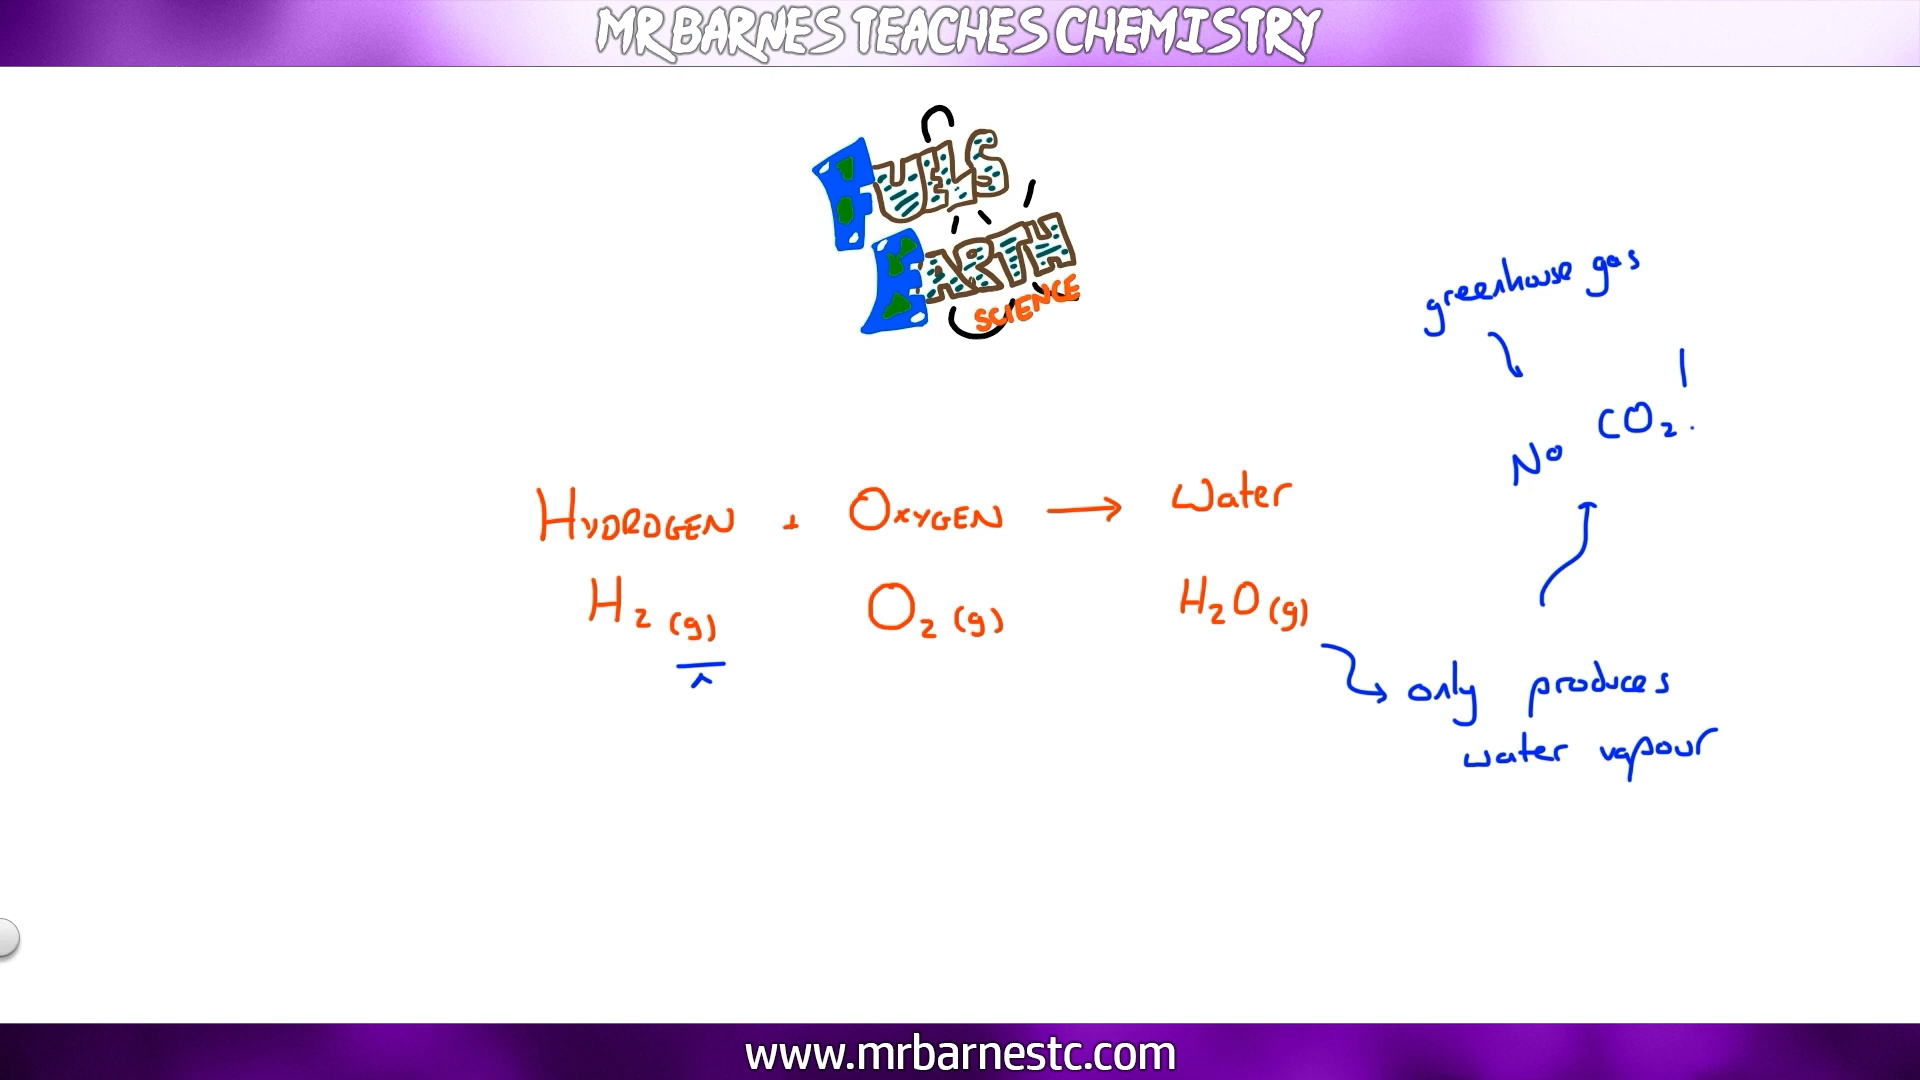 MR BARNES TEACHES CHEMISTRY
FUELS
EARTH
SCIENCE
greenhouse gas
No CO₂!
HYDROGEN + OXYGEN → Water
H₂ (g) O₂ (g) H₂O (g)
only produces
water vapour
www.mrbarnestc.com